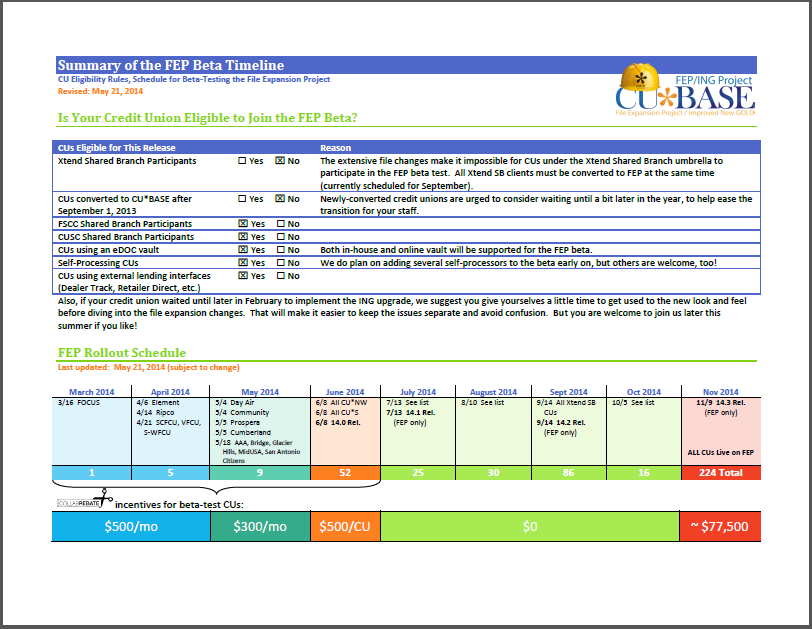 Summary of the FEP Beta Timeline
CU Eligibility Rules, Schedule for Beta-Testing the File Expansion Project
Revised: May 21, 2014
FEP/ING Project
CU*BASE
File Expansion Project / Improved New GOLD!
Is Your Credit Union Eligible to Join the FEP Beta?
CUs Eligible for This Release Reason
Xtend Shared Branch Participants ☐ Yes ☒ No The extensive file changes make it impossible for CUs under the Xtend Shared Branch umbrella to
participate in the FEP beta test. All Xtend SB clients must be converted to FEP at the same time
(currently scheduled for September).
CUs converted to CU*BASE after ☐ Yes ☒ No Newly-converted credit unions are urged to consider waiting until a bit later in the year, to help ease the
September 1, 2013 transition for your staff.
FSCC Shared Branch Participants ☒ Yes ☐ No
CUSC Shared Branch Participants ☒ Yes ☐ No
CUs using an eDOC vault ☒ Yes ☐ No Both in-house and online vault will be supported for the FEP beta.
Self-Processing CUs ☒ Yes ☐ No We do plan on adding several self-processors to the beta early on, but others are welcome, too!
CUs using external lending interfaces ☒ Yes ☐ No
(Dealer Track, Retailer Direct, etc.)
Also, if your credit union waited until later in February to implement the ING upgrade, we suggest you give yourselves a little time to get used to the new look and feel
before diving into the file expansion changes. That will make it easier to keep the issues separate and avoid confusion. But you are welcome to join us later this
summer if you like!
FEP Rollout Schedule
Last updated: May 21, 2014 (subject to change)
March 2014 April 2014 May 2014 June 2014 July 2014 August 2014 Sept 2014 Oct 2014 Nov 2014
3/16 FOCUS
4/6 Element
4/14 Ripco
4/21 SCFCU, VFCU,
S-WFCU
5/4 Day Air
5/4 Community
5/5 Prospera
5/5 Cumberland
5/18 AAA, Bridge, Glacier
Hills, MidUSA, San Antonio
Citizens
6/8 All CU*NW
6/8 All CU*S
6/8 14.0 Rel.
7/13 See list
7/13 14.1 Rel.
(FEP only)
8/10 See list
9/14 All Xtend SB
CUs
9/14 14.2 Rel.
(FEP only)
10/5 See list
11/9 14.3 Rel.
(FEP only)
ALL CUs Live on FEP
1 5 9 52 25 30 86 16 224 Total
incentives for beta-test CUs:
$500/mo $300/mo $500/CU $0 ~ $77,500